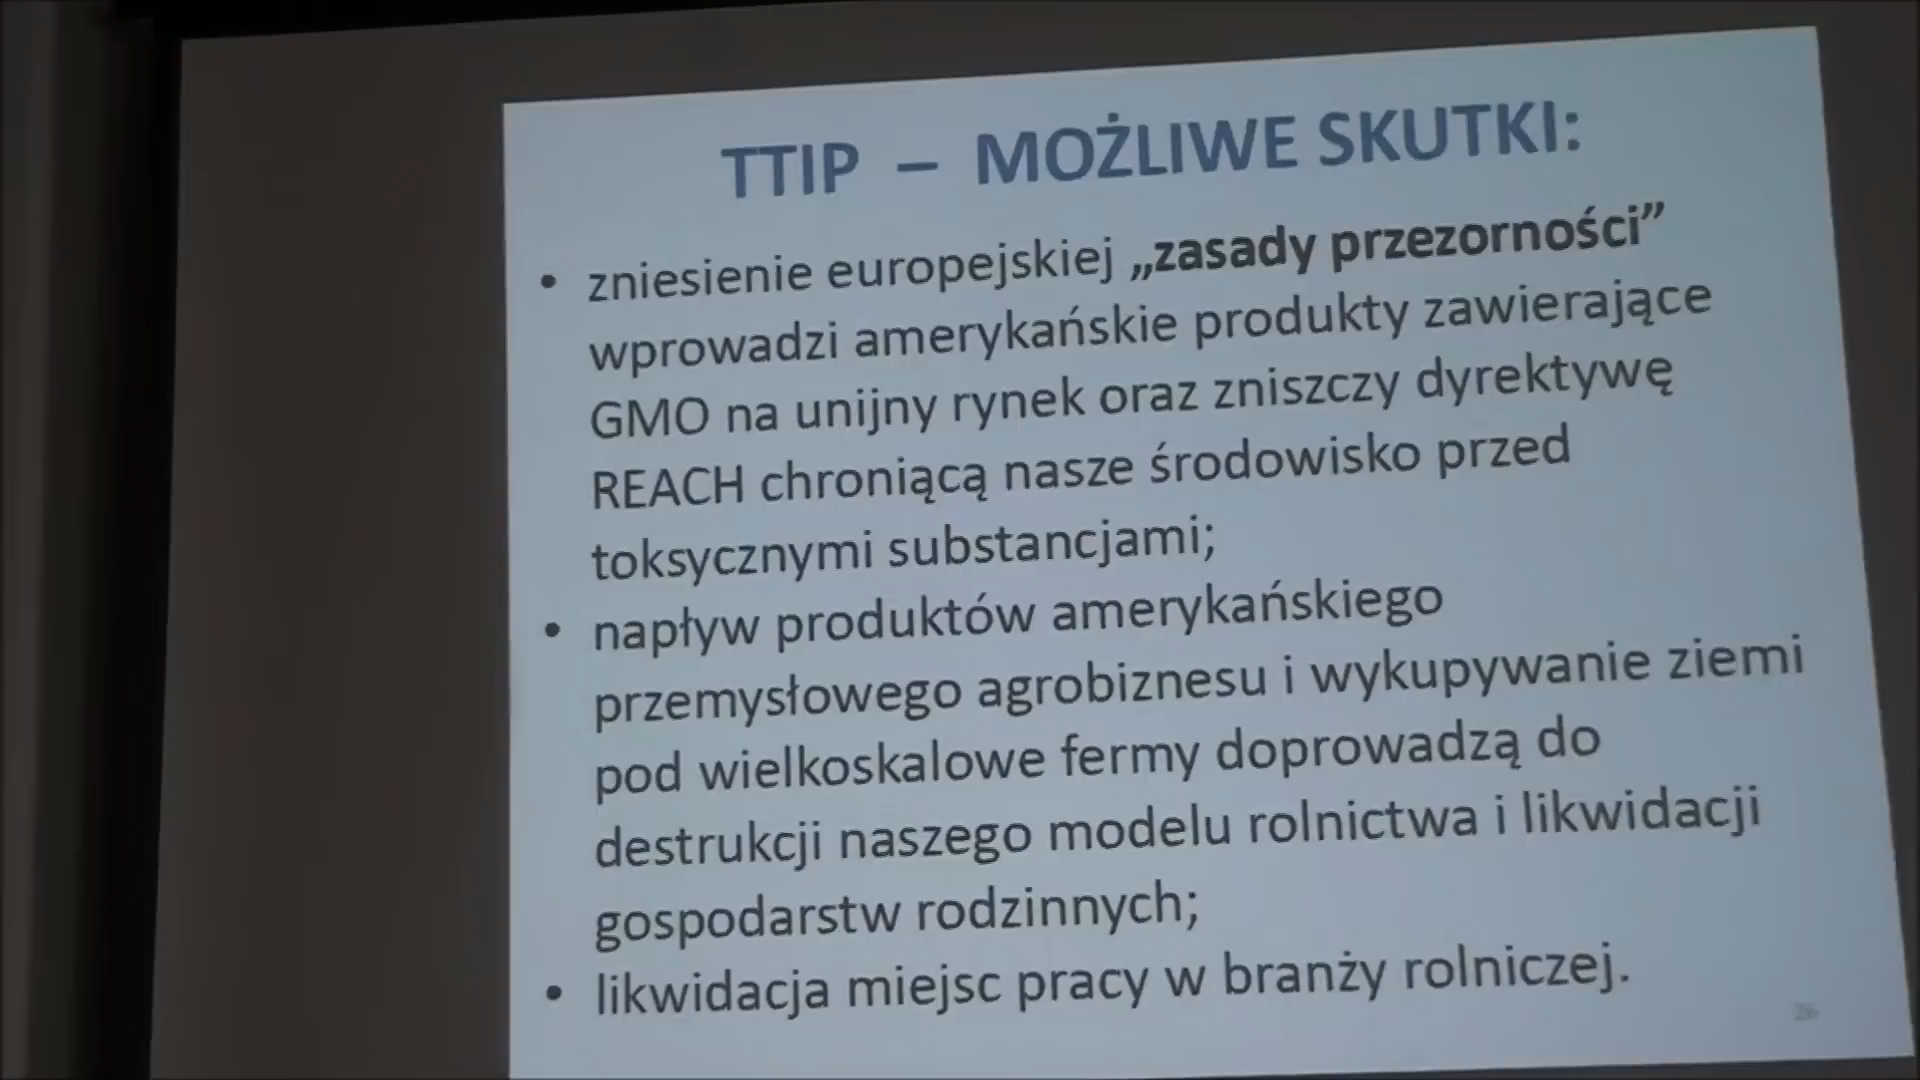 TTIP – MOŻLIWE SKUTKI:
• zniesienie europejskiej „zasady przezorności”
wprowadzi amerykańskie produkty zawierające
GMO na unijny rynek oraz zniszczy dyrektywę
REACH chroniącą nasze środowisko przed
toksycznymi substancjami;
• napływ produktów amerykańskiego
przemysłowego agrobiznesu i wykupywanie ziemi
pod wielkoskalowe fermy doprowadzą do
destrukcji naszego modelu rolnictwa i likwidacji
gospodarstw rodzinnych;
• likwidacja miejsc pracy w branży rolniczej.
26